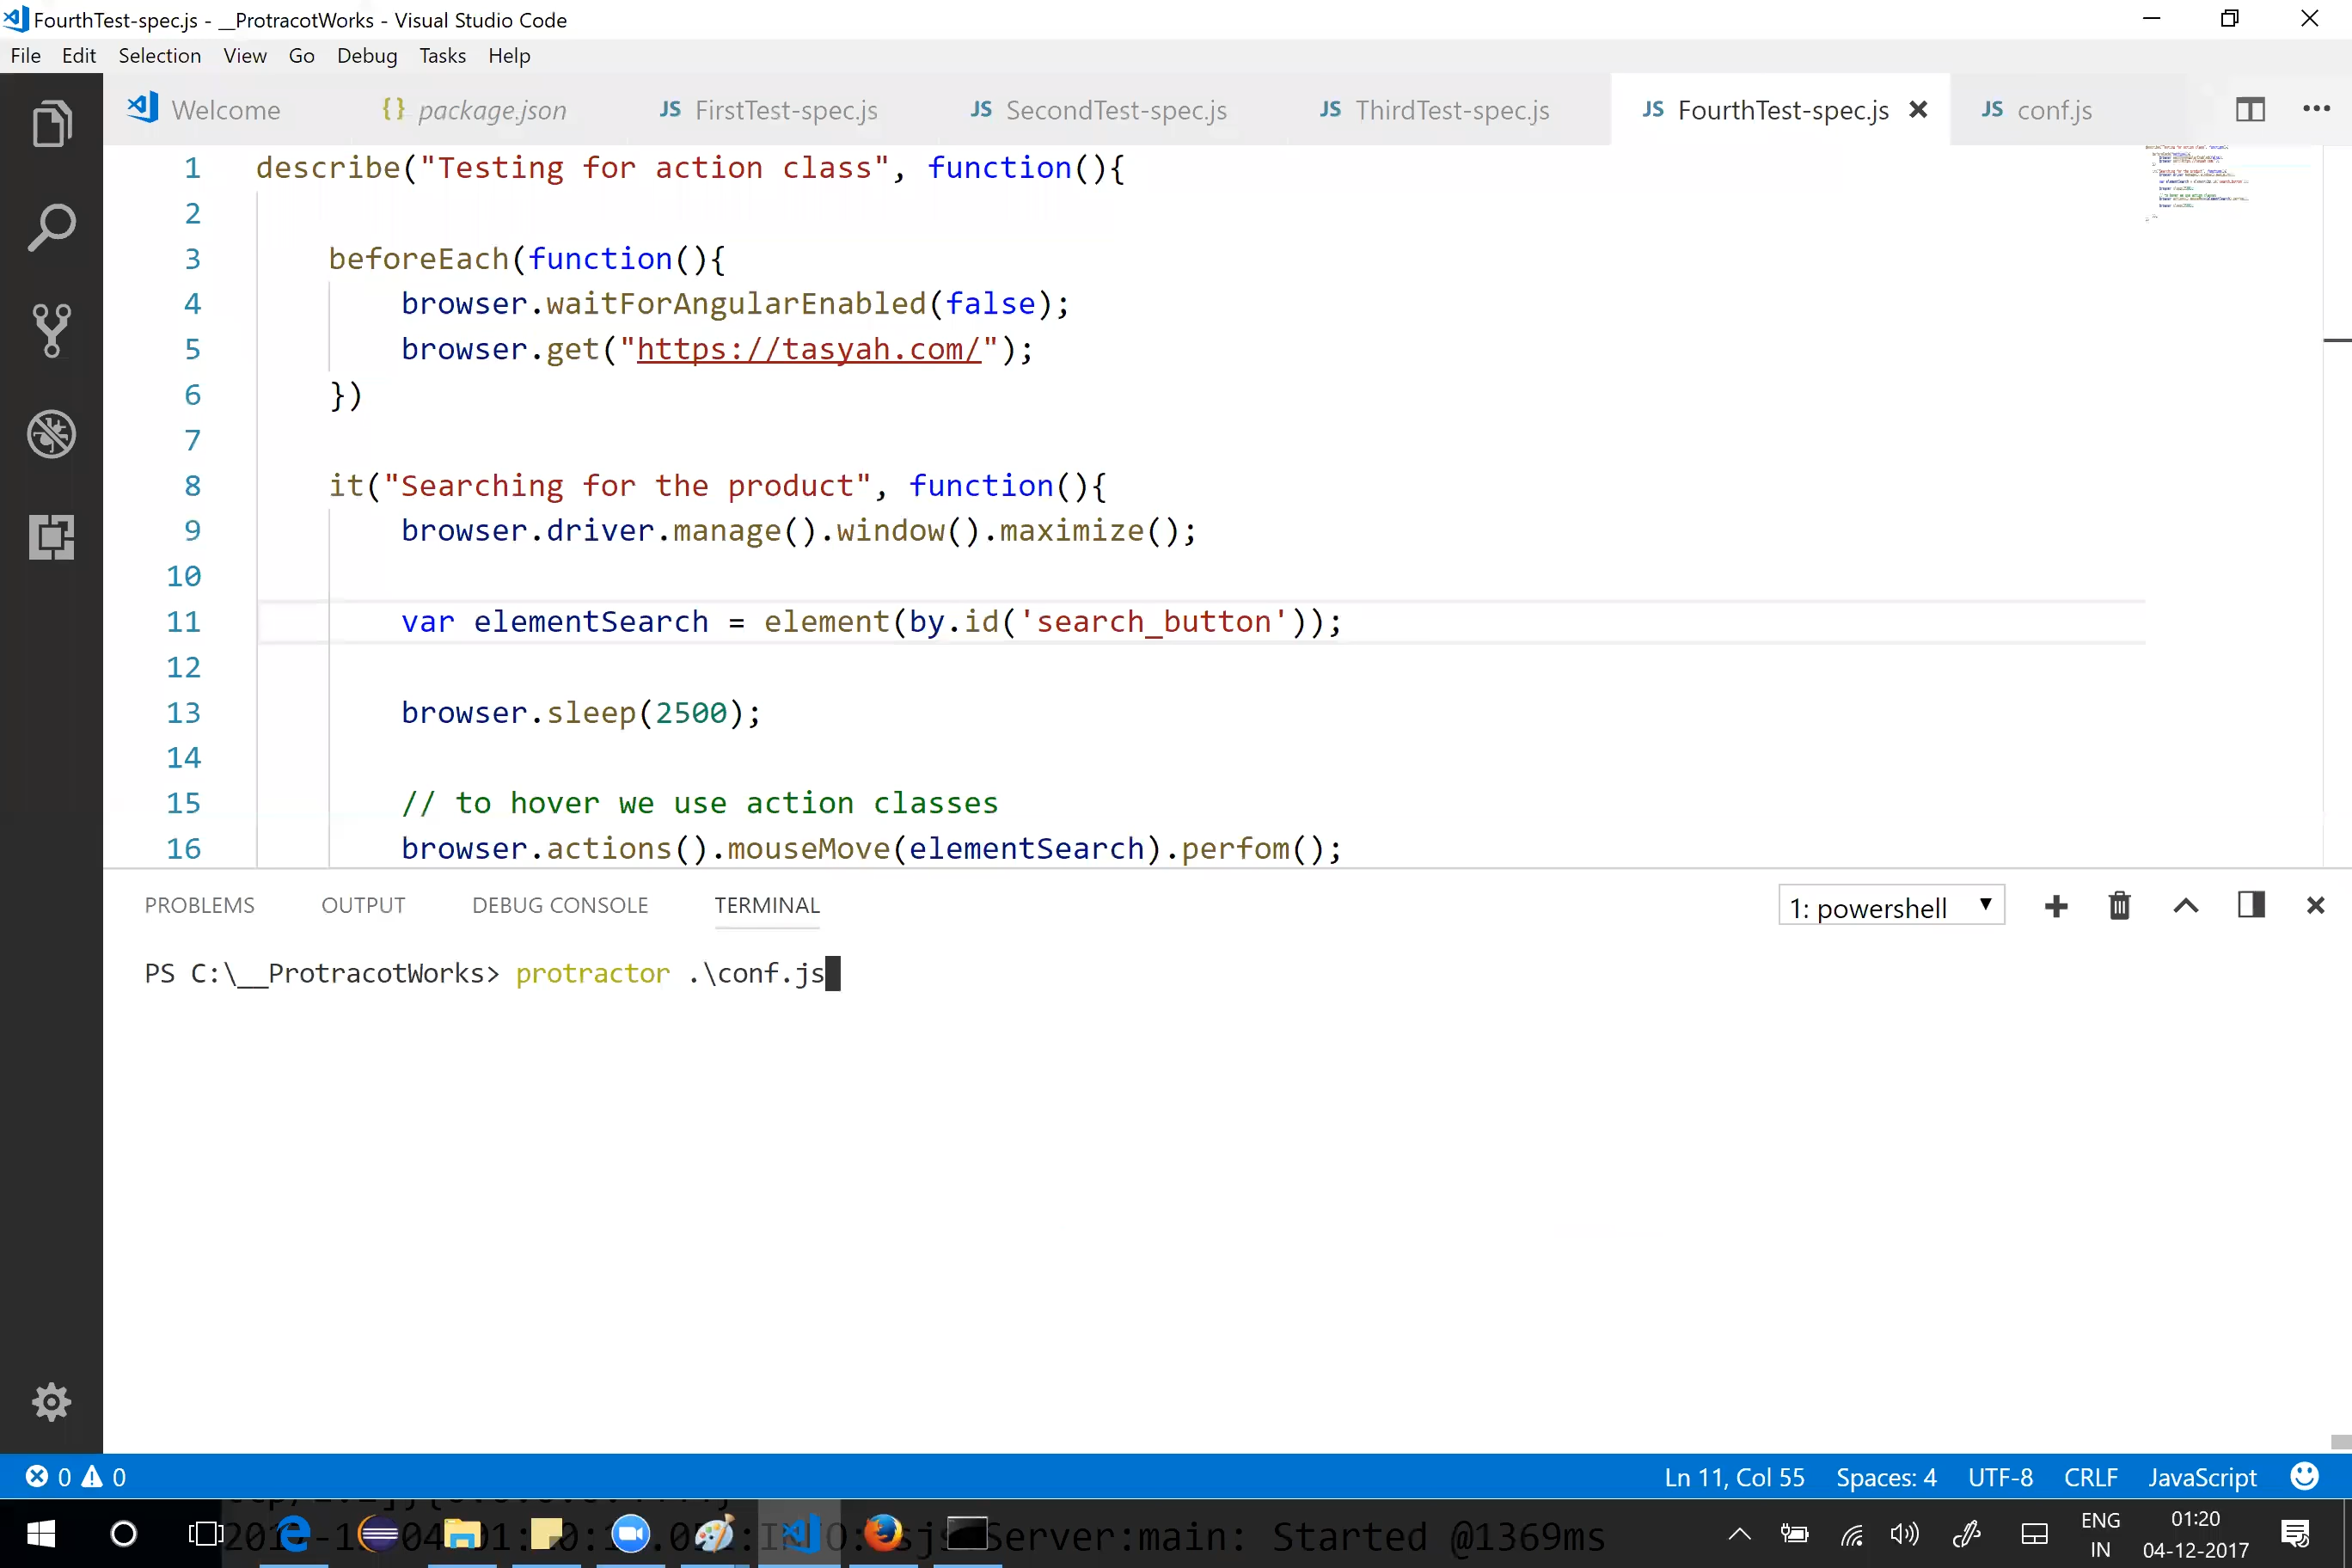 FourthTest-spec.js - __ProtracotWorks - Visual Studio Code
File Edit Selection View Go Debug Tasks Help
Welcome {} package.json JS FirstTest-spec.js JS SecondTest-spec.js JS ThirdTest-spec.js JS FourthTest-spec.js JS conf.js
1 describe("Testing for action class", function(){
2
3 beforeEach(function(){
4 browser.waitForAngularEnabled(false);
5 browser.get("https://tasyah.com/");
6 })
7
8 it("Searching for the product", function(){
9 browser.driver.manage().window().maximize();
10
11 var elementSearch = element(by.id('search_button'));
12
13 browser.sleep(2500);
14
15 // to hover we use action classes
16 browser.actions().mouseMove(elementSearch).perfom();
PROBLEMS OUTPUT DEBUG CONSOLE TERMINAL 1: powershell
PS C:\__ProtracotWorks> protractor .\conf.js
0 0 Ln 11, Col 55 Spaces: 4 UTF-8 CRLF JavaScript
Server:main: Started @1369ms
ENG 01:20
IN 04-12-2017